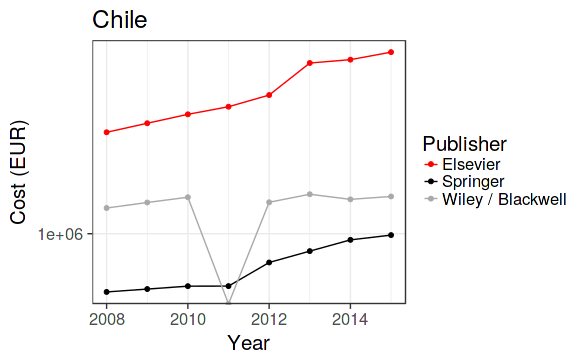 Chile
Cost (EUR)
1e+06
2008
2010
2012
2014
Year
Publisher
Elsevier
Springer
Wiley / Blackwell